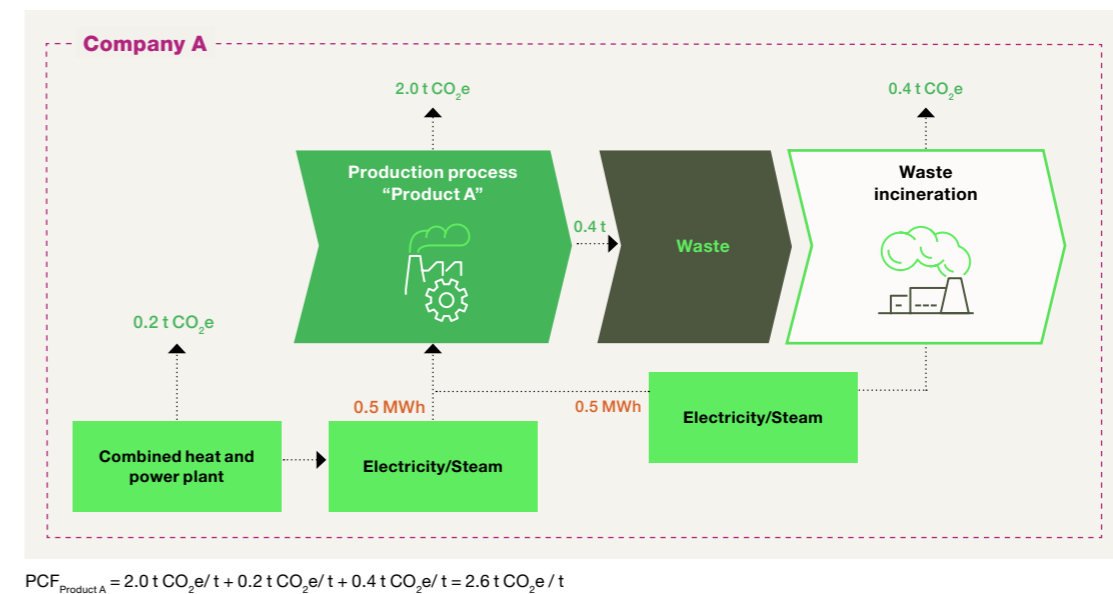 Company A
2.0 t CO₂e
0.4 t CO₂e
Production process
“Product A”
Waste
incineration
0.4 t
Waste
0.2 t CO₂e
0.5 MWh
0.5 MWh
Electricity/Steam
Combined heat and
power plant
Electricity/Steam
PCF Product A = 2.0 t CO₂e/ t + 0.2 t CO₂e/ t + 0.4 t CO₂e/ t = 2.6 t CO₂e / t